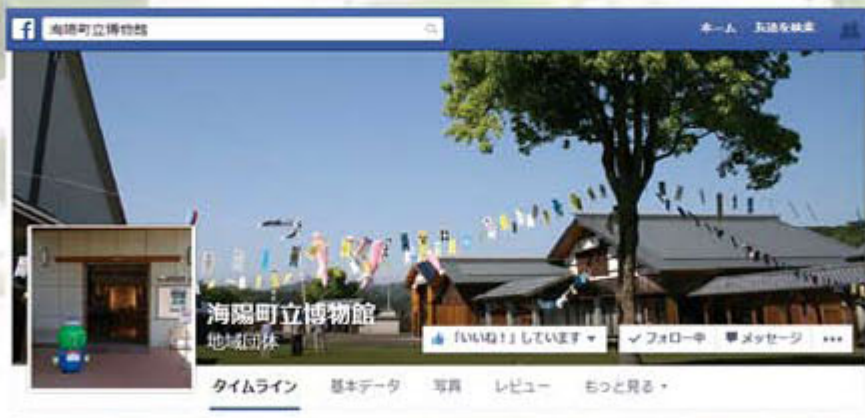 f 海陽町立博物館
ホーム 友達を検索
海陽町立博物館
地域団体
「いいね！」しています フォロー中 メッセージ
タイムライン 基本データ 写真 レビュー もっと見る